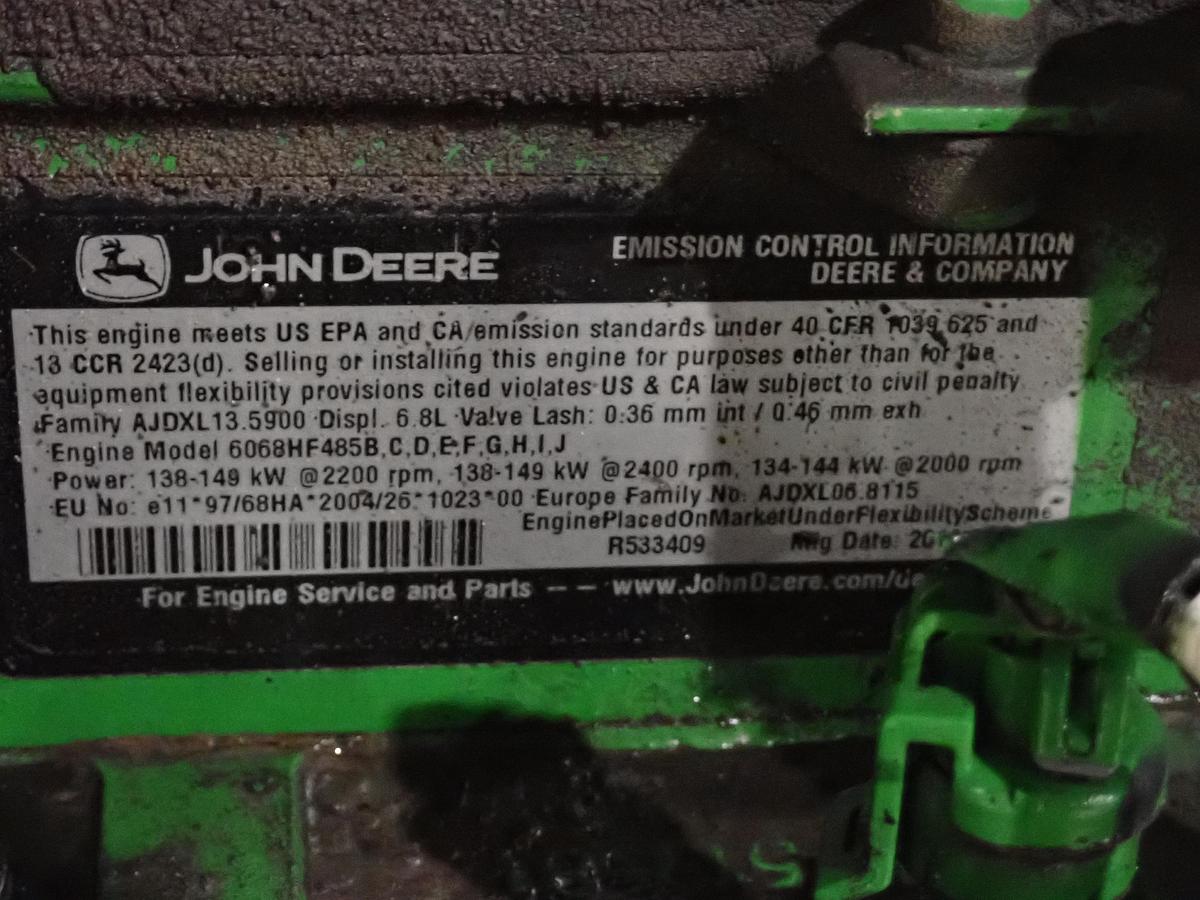 JOHN DEERE
EMISSION CONTROL INFORMATION
DEERE & COMPANY
This engine meets US EPA and CA emission standards under 40 CFR 1039.625 and
13 CCR 2423(d). Selling or installing this engine for purposes other than for the
equipment flexibility provisions cited violates US & CA law subject to civil penalty
Family AJDXL13.5900 Displ. 6.8L Valve Lash: 0.36 mm int / 0.46 mm exh
Engine Model 6068HF485B,C,D,E,F,G,H,I,J
Power: 138-149 kW @2200 rpm, 138-149 kW @2400 rpm, 134-144 kW @2000 rpm
EU No: e11*97/68HA*2004/26*1023*00 Europe Family No: AJDXL06.8115
EnginePlacedOnMarketUnderFlexibilityScheme
R533409 Date:
For Engine Service and Parts -- www.JohnDeere.com/